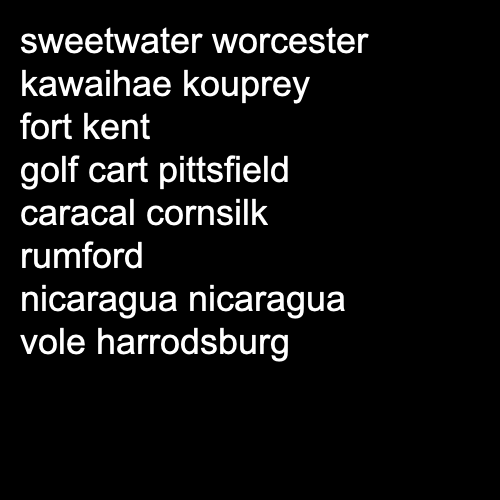 sweetwater worcester
kawaihae kouprey
fort kent
golf cart pittsfield
caracal cornsilk
rumford
nicaragua nicaragua
vole harrodsburg